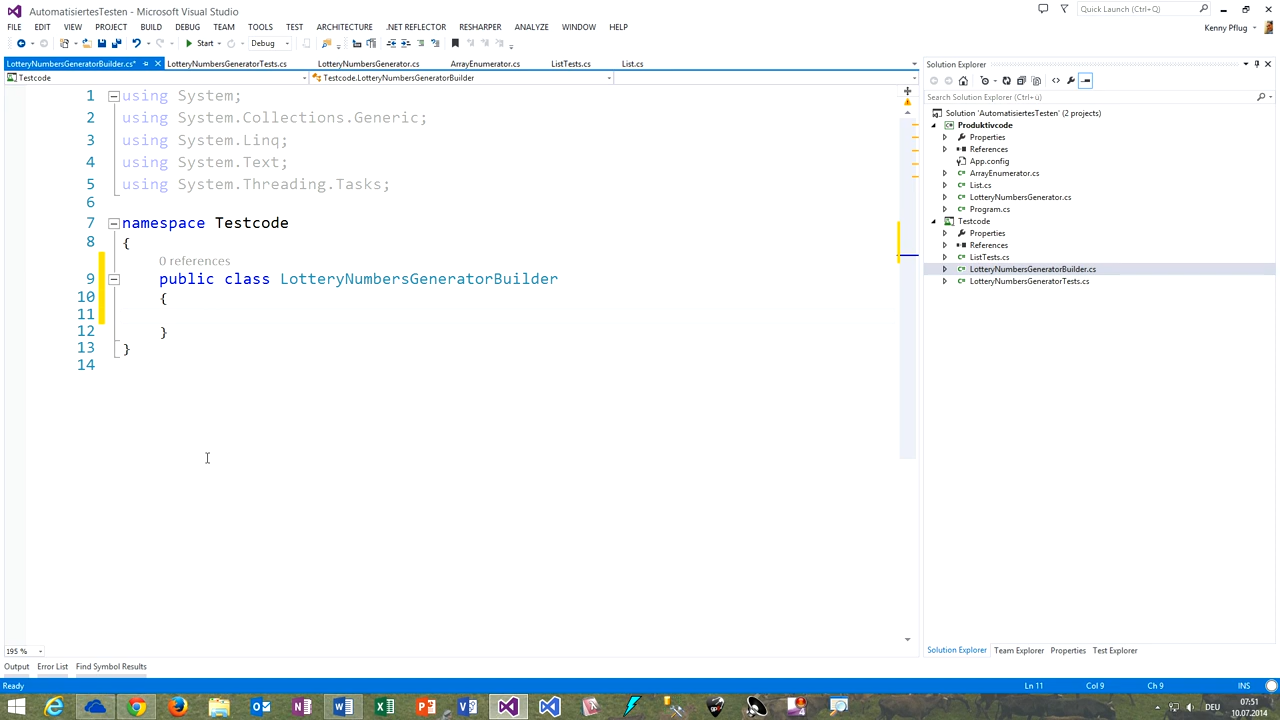 AutomatisiertesTesten - Microsoft Visual Studio
Quick Launch (Ctrl+Q)
FILE EDIT VIEW PROJECT BUILD DEBUG TEAM TOOLS TEST ARCHITECTURE .NET REFLECTOR RESHARPER ANALYZE WINDOW HELP
Kenny Pflug
Start Debug
LotteryNumbersGeneratorBuilder.cs* LotteryNumbersGeneratorTests.cs LotteryNumbersGenerator.cs ArrayEnumerator.cs ListTests.cs List.cs
Testcode Testcode.LotteryNumbersGeneratorBuilder
1 using System;
2 using System.Collections.Generic;
3 using System.Linq;
4 using System.Text;
5 using System.Threading.Tasks;
6
7 namespace Testcode
8 {
0 references
9 public class LotteryNumbersGeneratorBuilder
10 {
11
12 }
13 }
14
195 %
Output Error List Find Symbol Results
Solution Explorer
Search Solution Explorer (Ctrl+ü)
Solution 'AutomatisiertesTesten' (2 projects)
Produktivcode
Properties
References
App.config
ArrayEnumerator.cs
List.cs
LotteryNumbersGenerator.cs
Program.cs
Testcode
Properties
References
ListTests.cs
LotteryNumbersGeneratorBuilder.cs
LotteryNumbersGeneratorTests.cs
Solution Explorer Team Explorer Properties Test Explorer
Ready Ln 11 Col 9 Ch 9 INS
DEU
07:51
10.07.2014